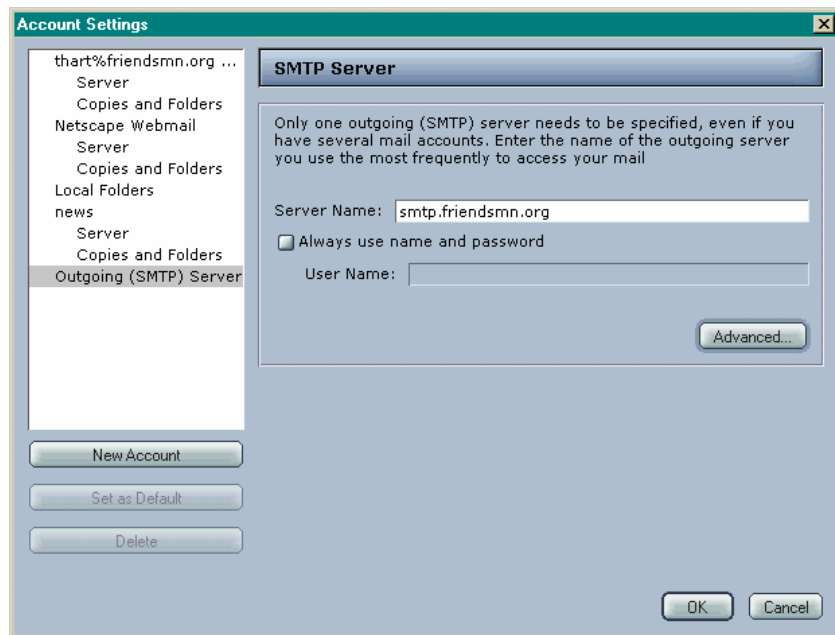 Account Settings
thart%friendsmn.org ...
Server
Copies and Folders
Netscape Webmail
Server
Copies and Folders
Local Folders
news
Server
Copies and Folders
Outgoing (SMTP) Server
New Account
Set as Default
Delete
SMTP Server
Only one outgoing (SMTP) server needs to be specified, even if you
have several mail accounts. Enter the name of the outgoing server
you use the most frequently to access your mail
Server Name: smtp.friendsmn.org
Always use name and password
User Name:
Advanced...
OK Cancel